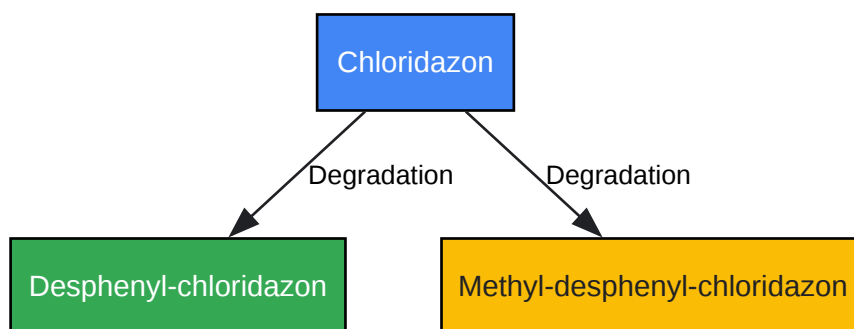 Chloridazon
Degradation
Degradation
Desphenyl-chloridazon
Methyl-desphenyl-chloridazon